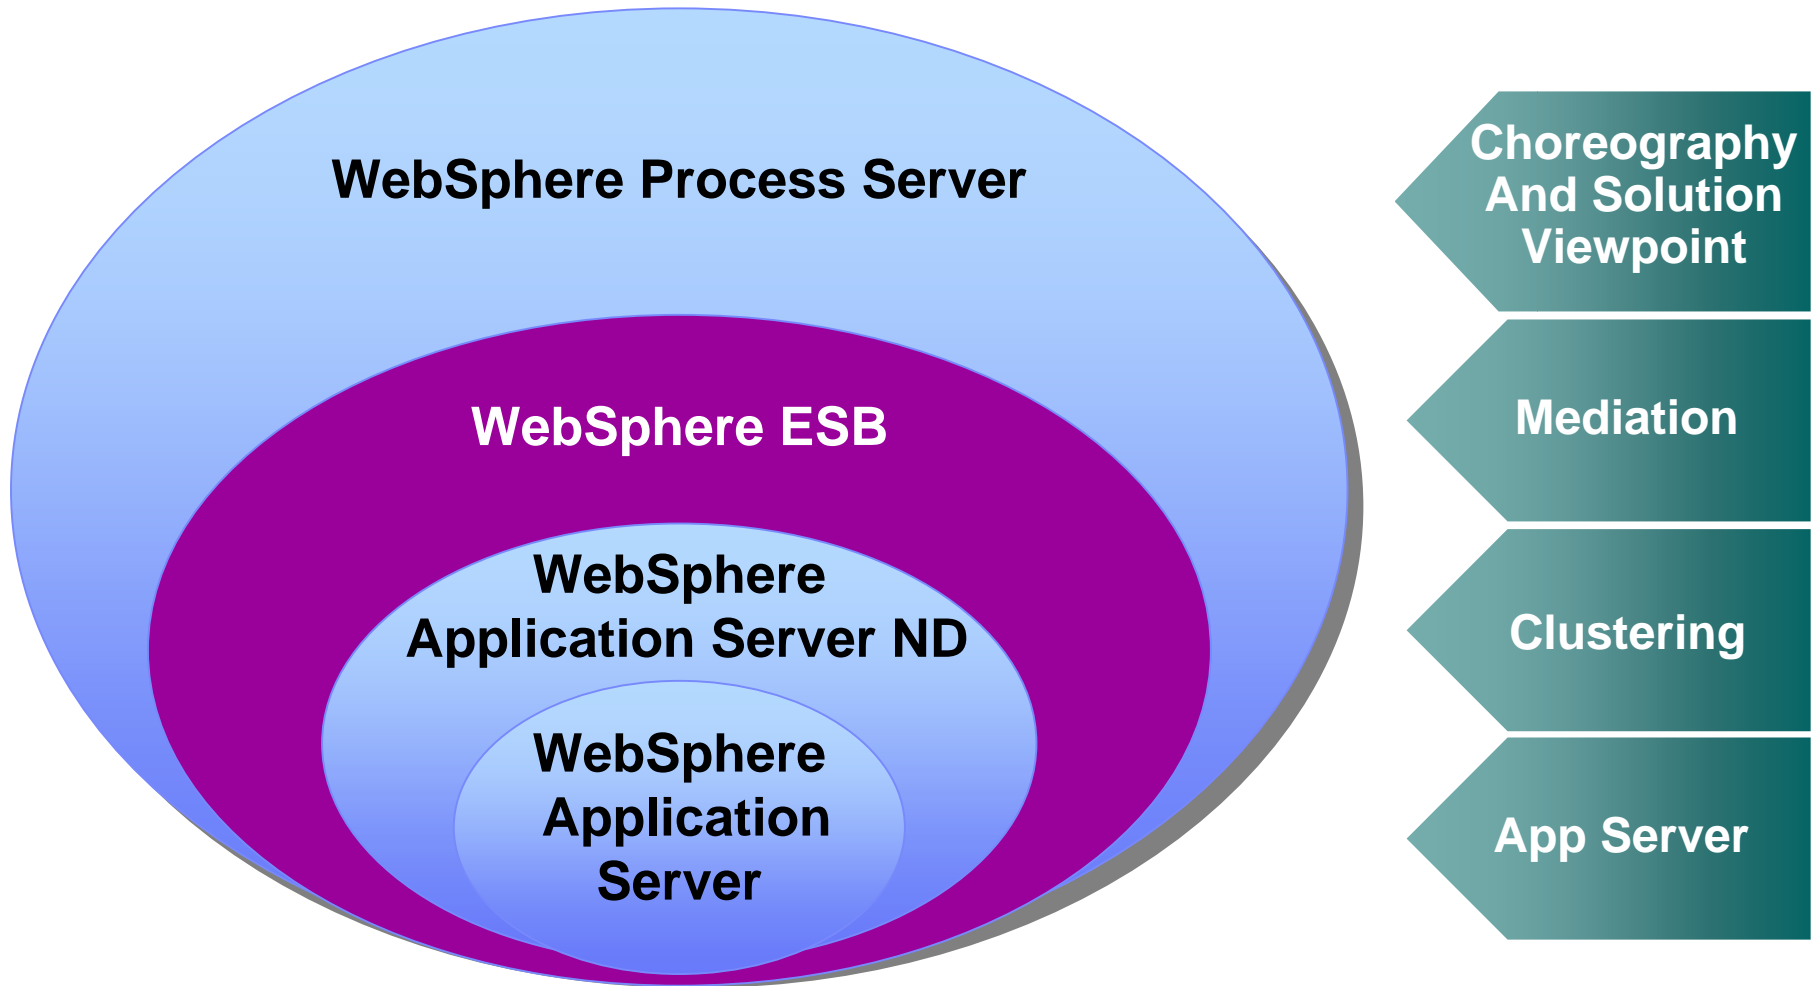 WebSphere Process Server
WebSphere ESB
WebSphere
Application Server ND
WebSphere
Application
Server
Choreography
And Solution
Viewpoint
Mediation
Clustering
App Server